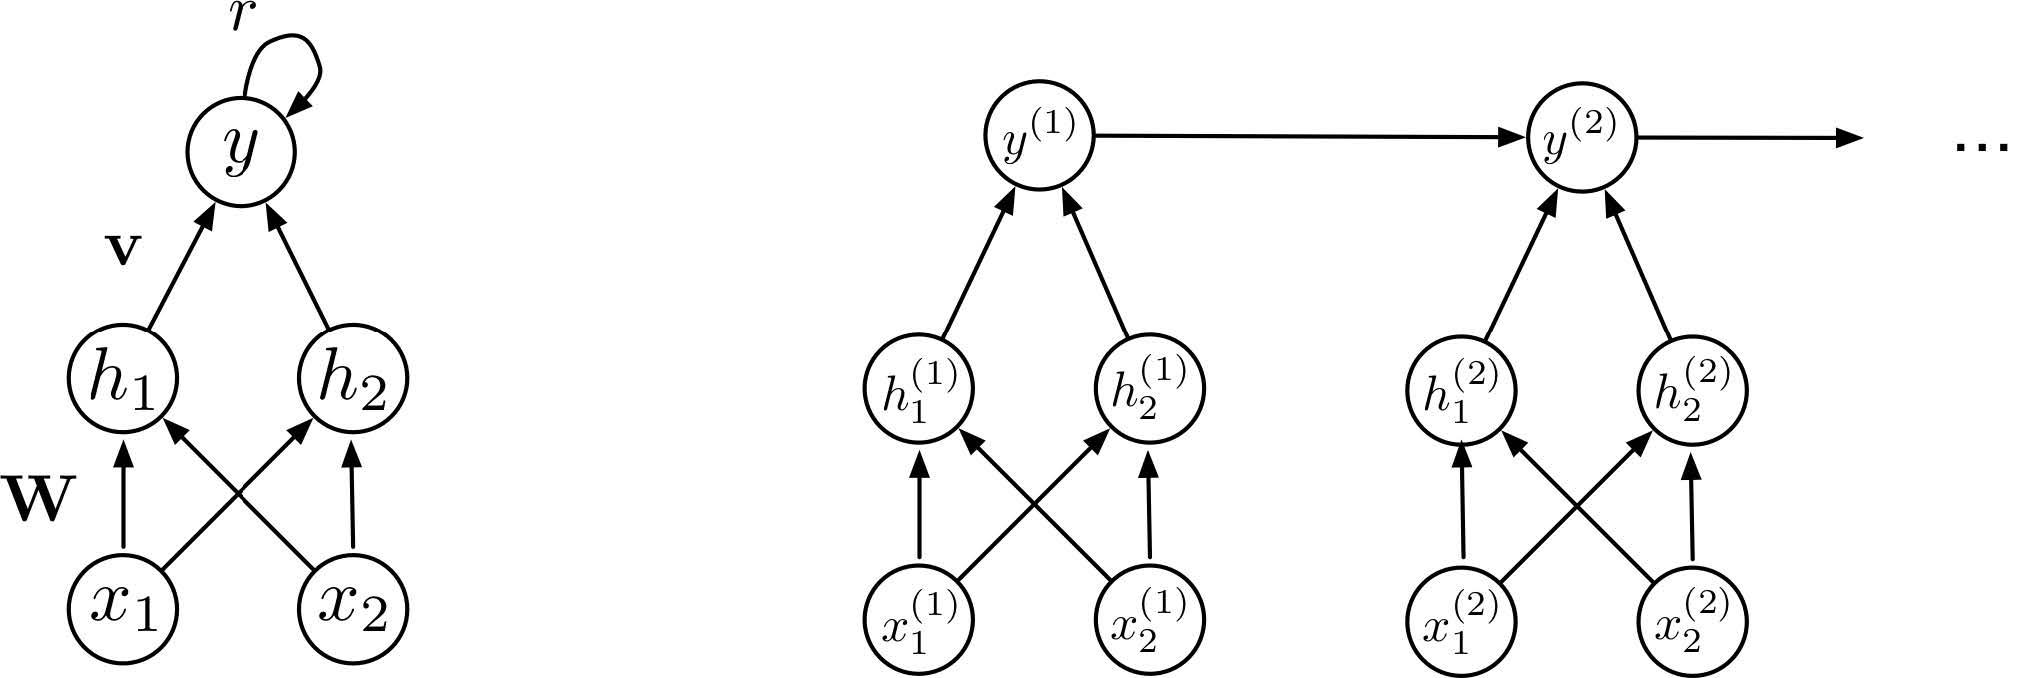 r
y
v
h₁ h₂
W
x₁ x₂
y⁽¹⁾ y⁽²⁾ ...
h₁⁽¹⁾ h₂⁽¹⁾ h₁⁽²⁾ h₂⁽²⁾
x₁⁽¹⁾ x₂⁽¹⁾ x₁⁽²⁾ x₂⁽²⁾